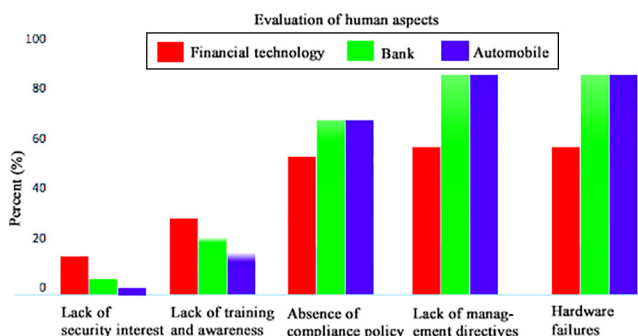 Evaluation of human aspects
Financial technology Bank Automobile
Percent (%)
100
80
60
40
20
0
Lack of
security interest
Lack of training
and awareness
Absence of
compliance policy
Lack of manag-
ement directives
Hardware
failures